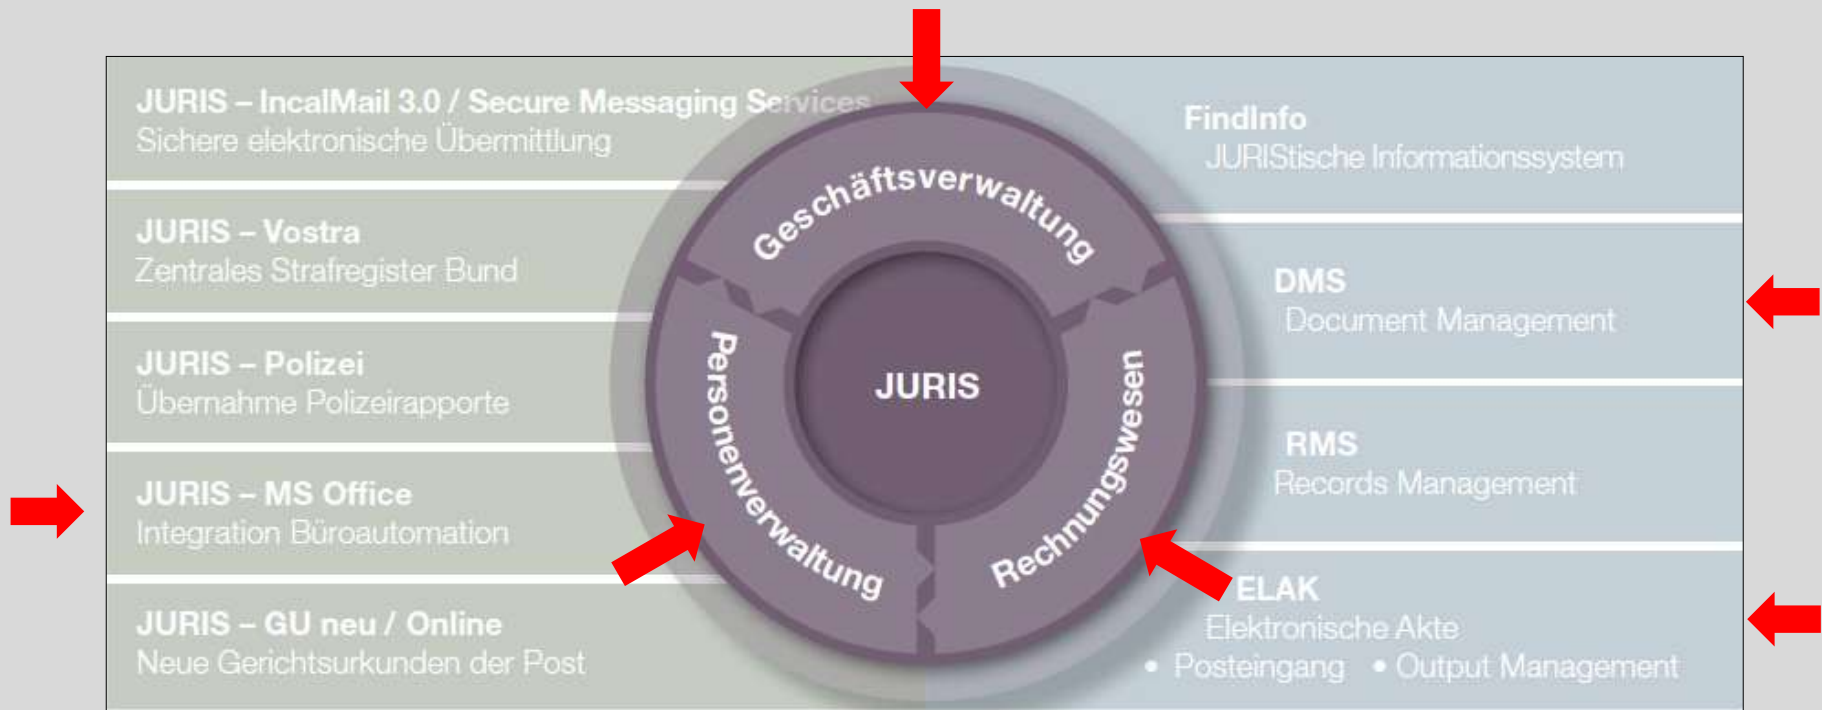 JURIS – IncalMail 3.0 / Secure Messaging Services
Sichere elektronische Übermittlung
JURIS – Vostra
Zentrales Strafregister Bund
JURIS – Polizei
Übernahme Polizeirapporte
JURIS – MS Office
Integration Büroautomation
JURIS – GU neu / Online
Neue Gerichtsurkunden der Post
Geschäftsverwaltung
Personenverwaltung
JURIS
Rechnungswesen
FindInfo
JURIStische Informationssystem
DMS
Document Management
RMS
Records Management
ELAK
Elektronische Akte
• Posteingang • Output Management